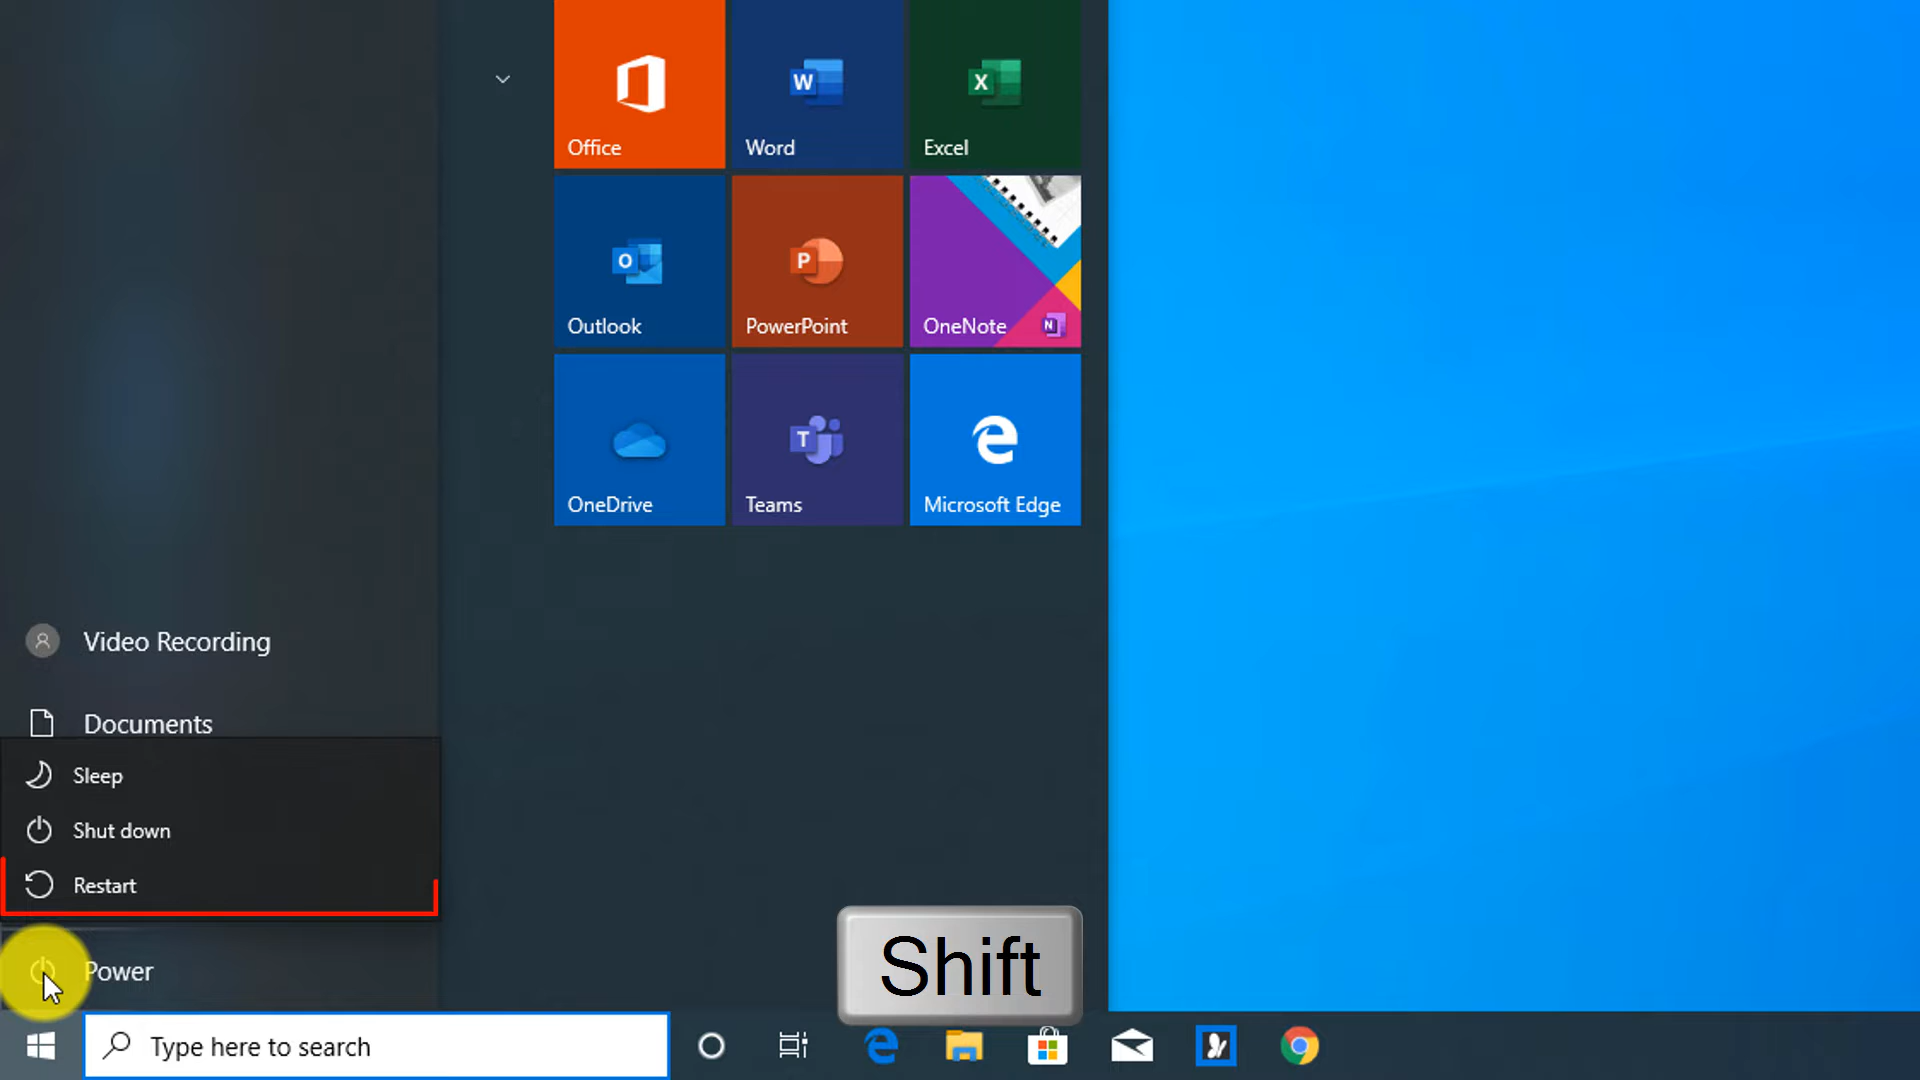 Office
Word
Excel
Outlook
PowerPoint
OneNote
OneDrive
Teams
Microsoft Edge
Video Recording
Documents
Sleep
Shut down
Restart
Power
Shift
Type here to search